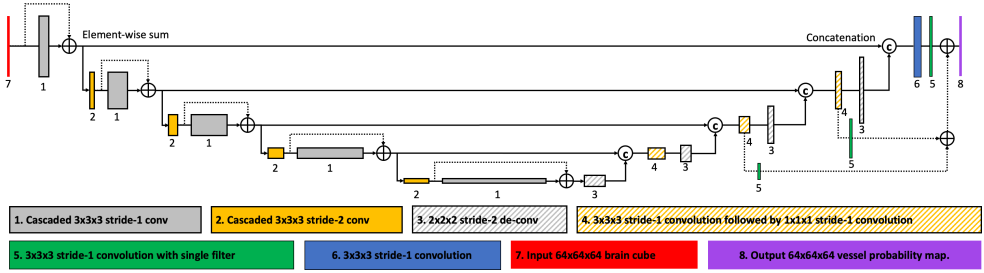 Element-wise sum
Concatenation
7
1
2
1
2
1
2
1
2
1
3
4
3
4
3
4
3
5
5
6
5
8
c
c
c
c
1. Cascaded 3x3x3 stride-1 conv
2. Cascaded 3x3x3 stride-2 conv
3. 2x2x2 stride-2 de-conv
4. 3x3x3 stride-1 convolution followed by 1x1x1 stride-1 convolution
5. 3x3x3 stride-1 convolution with single filter
6. 3x3x3 stride-1 convolution
7. Input 64x64x64 brain cube
8. Output 64x64x64 vessel probability map.